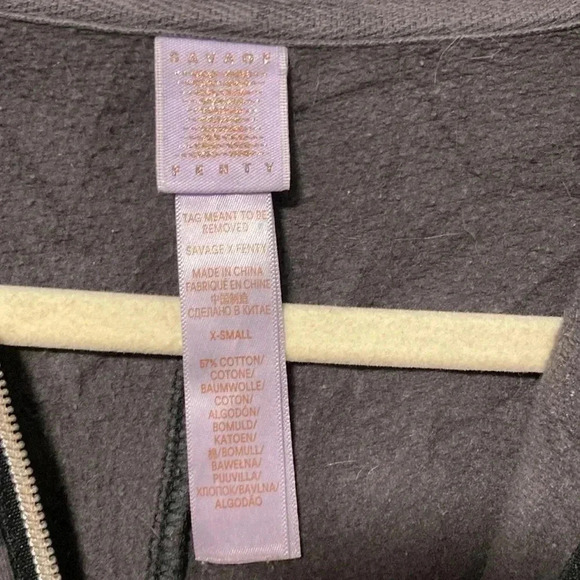 SAVAGE
FENTY
TAG MEANT TO BE
REMOVED
SAVAGE X FENTY
MADE IN CHINA
FABRIQUÉ EN CHINE
中国制造
СДЕЛАНО В КИТАЕ
X-SMALL
57% COTTON/
COTONE/
BAUMWOLLE/
COTON/
ALGODÓN/
BOMULD/
KATOEN/
棉/BOMULL/
BAWEŁNA/
PUUVILLA/
ХЛОПОК/BAVLNA/
ALGODÃO